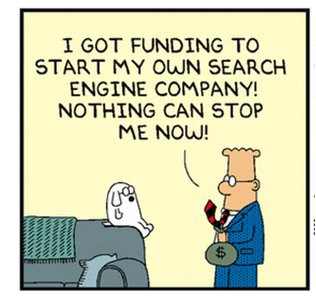 I GOT FUNDING TO
START MY OWN SEARCH
ENGINE COMPANY!
NOTHING CAN STOP
ME NOW!
$